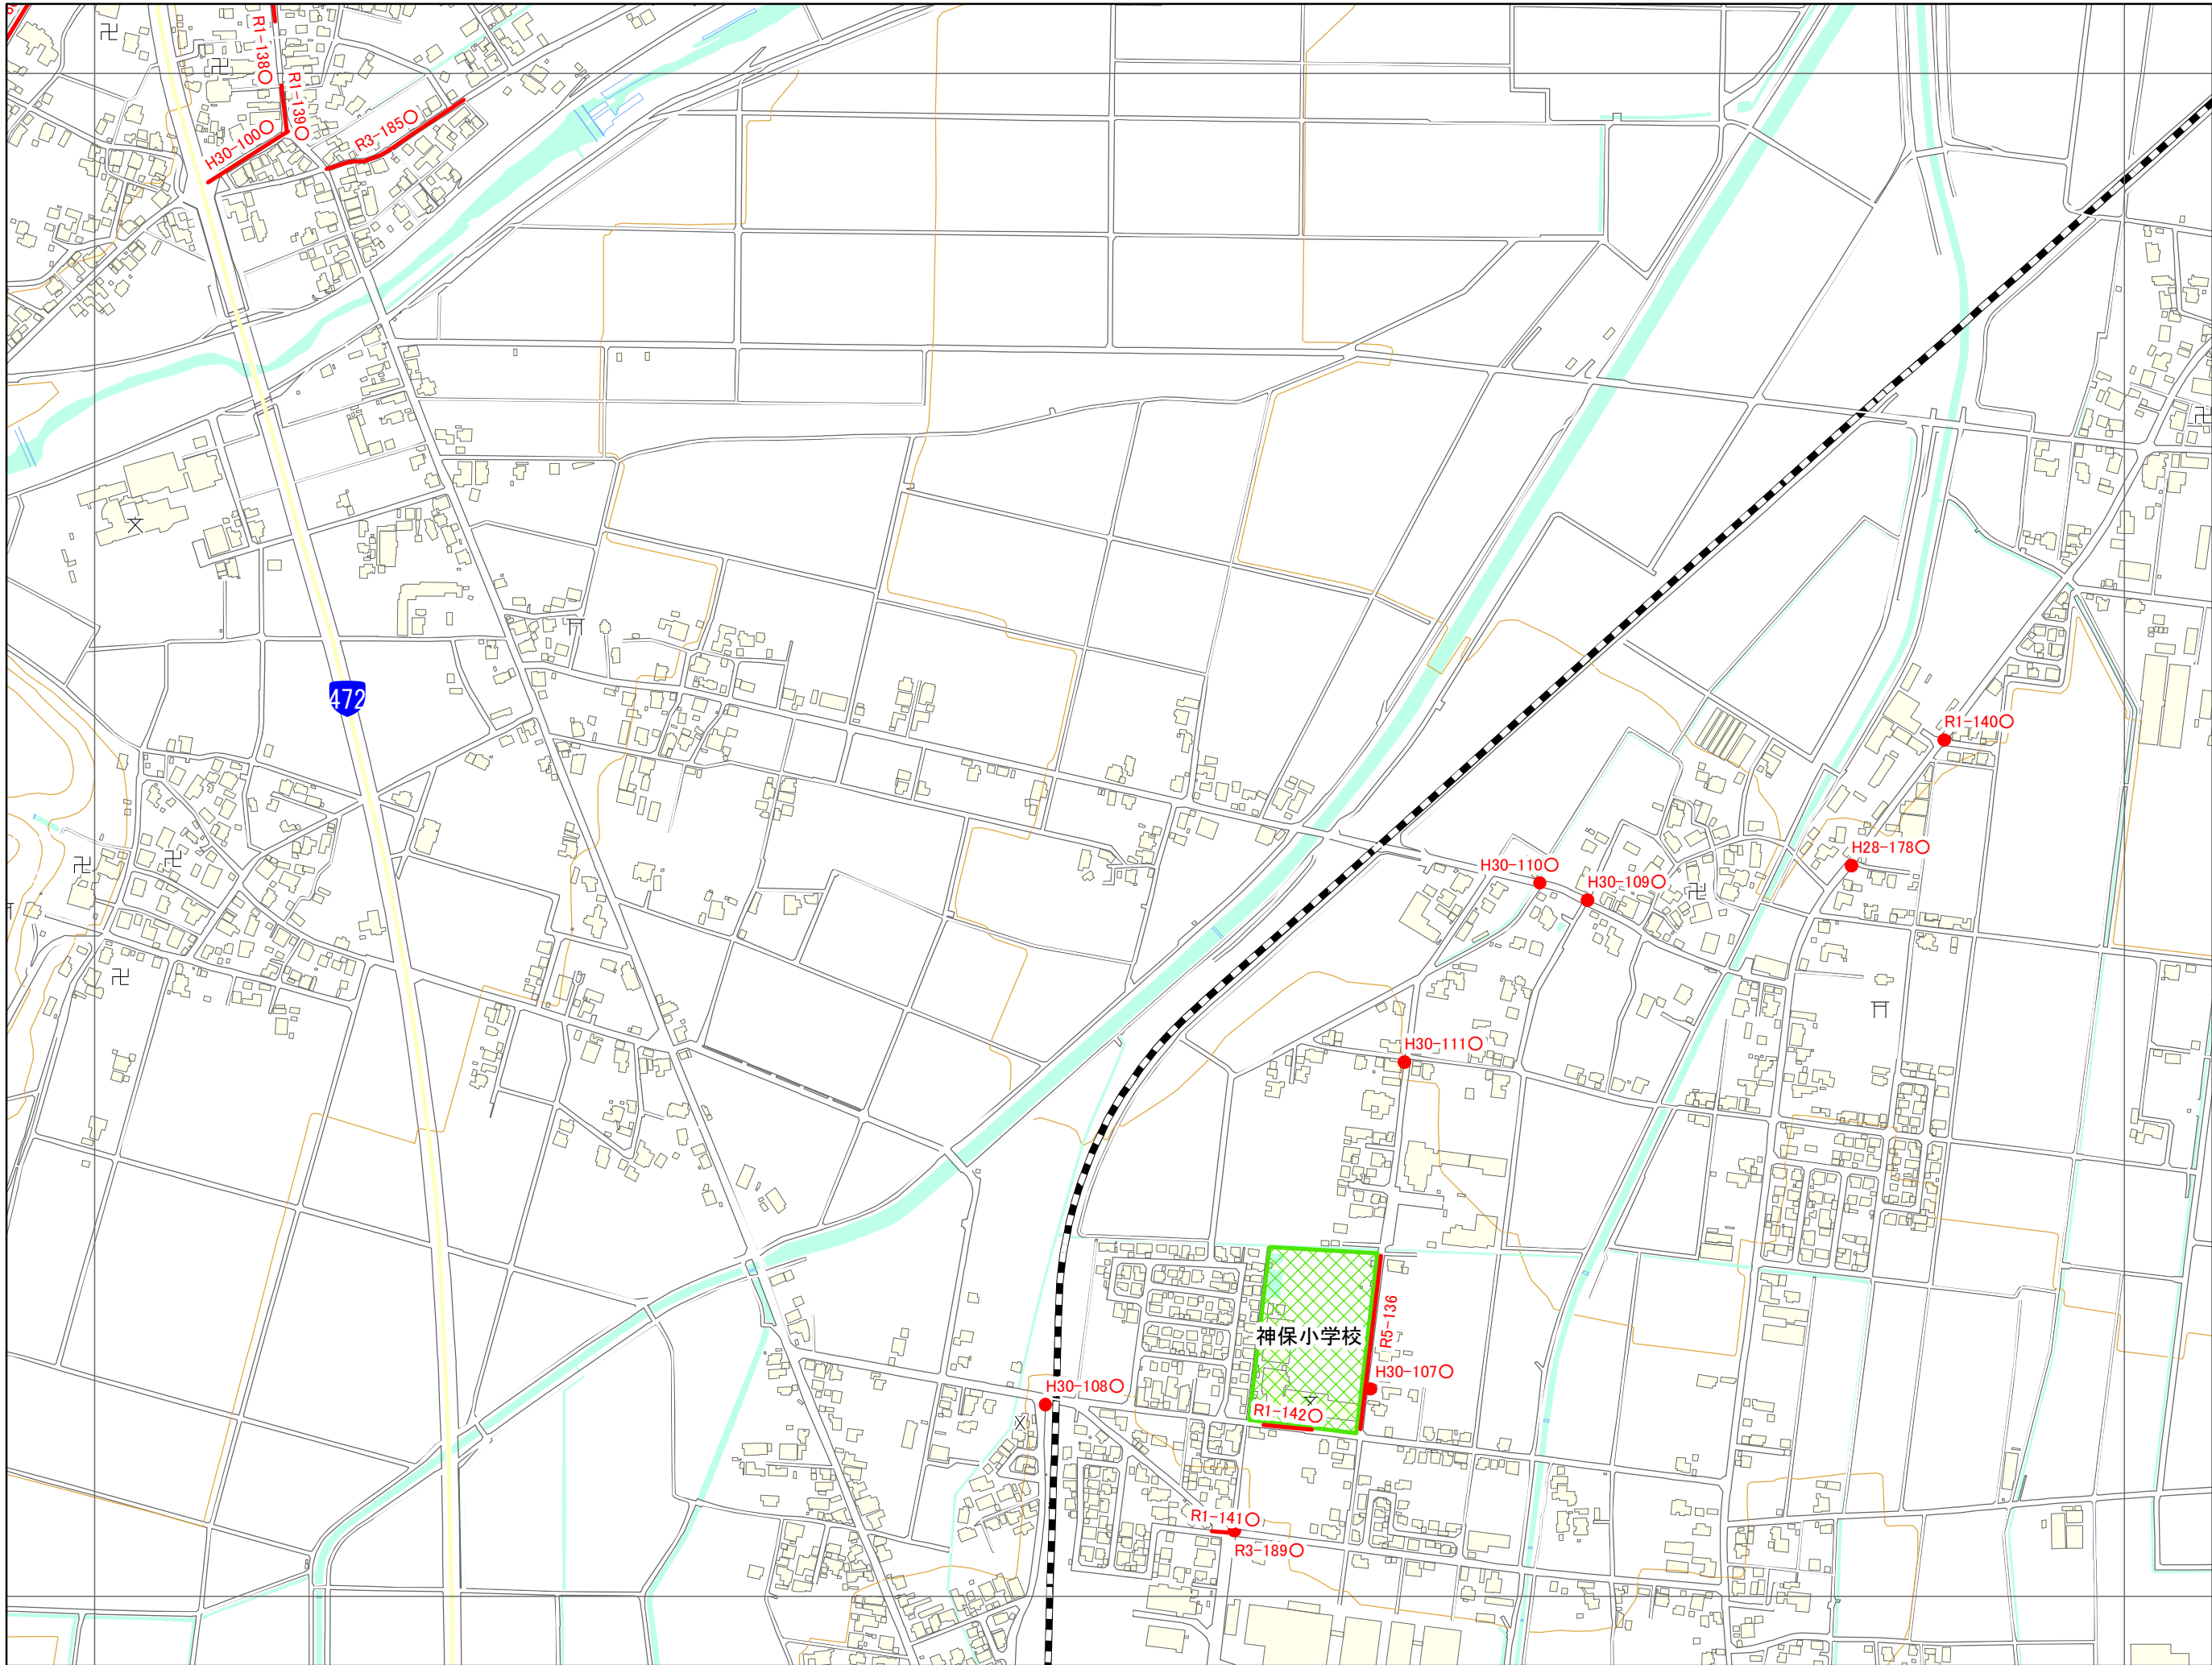 R1-138○
R1-139○
H30-100○
R3-185○
472
R1-140○
H28-178○
H30-110○
H30-109○
H30-111○
神保小学校
R5-136
H30-107○
H30-108○
R1-142○
R1-141○
R3-189○